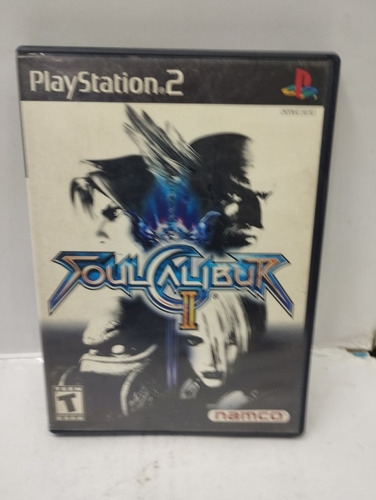 PlayStation.2
SOULCALIBUR
II
TEEN
T
namco